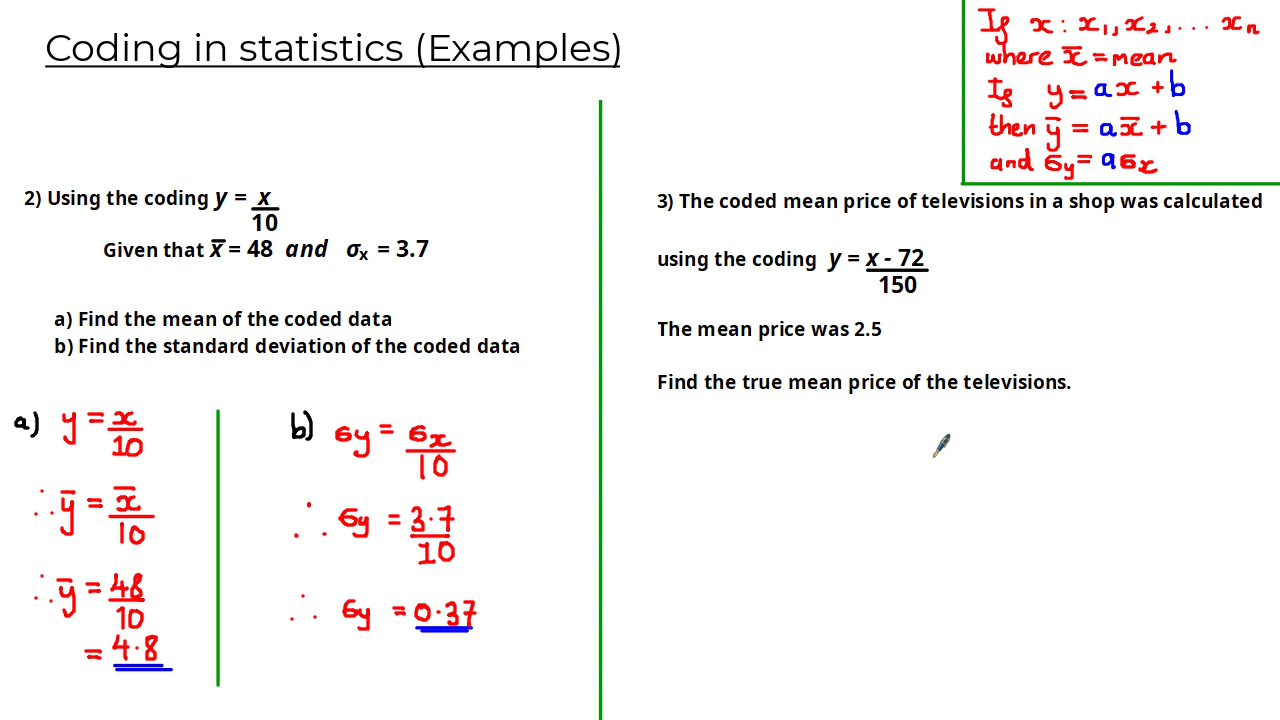 Coding in statistics (Examples)
If x : x₁, x₂, ... xₙ
where x̄ = mean
If y = ax + b
then ȳ = ax̄ + b
and σy = aσx
2) Using the coding y = x/10
Given that x̄ = 48 and σx = 3.7
a) Find the mean of the coded data
b) Find the standard deviation of the coded data
a) y = x/10
∴ ȳ = x̄/10
∴ ȳ = 48/10
= 4·8
b) σy = σx/10
∴ σy = 3·7/10
∴ σy = 0·37
3) The coded mean price of televisions in a shop was calculated
using the coding y = x - 72/150
The mean price was 2.5
Find the true mean price of the televisions.